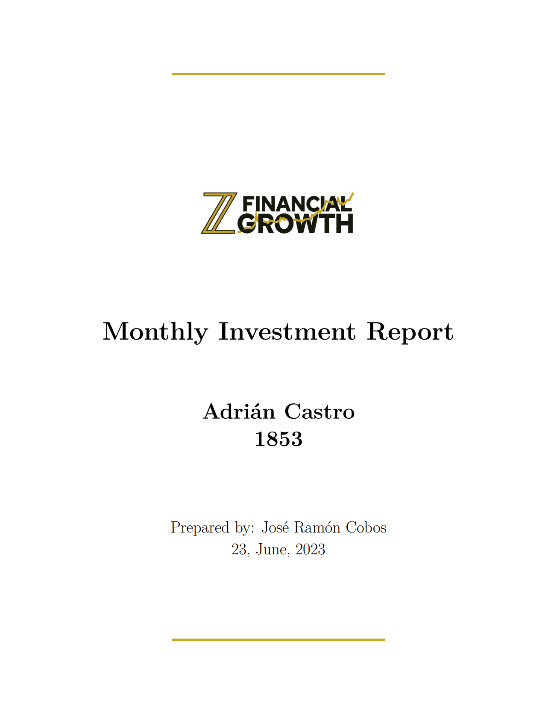 Z FINANCIAL
GROWTH
Monthly Investment Report
Adrián Castro
1853
Prepared by: José Ramón Cobos
23, June, 2023